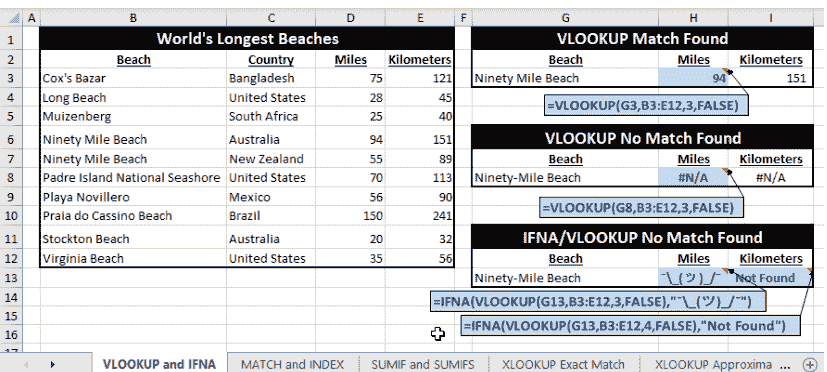 A B C D E F G H I
1 World's Longest Beaches VLOOKUP Match Found
2 Beach Country Miles Kilometers Beach Miles Kilometers
3 Cox's Bazar Bangladesh 75 121 Ninety Mile Beach 94 151
4 Long Beach United States 28 45 =VLOOKUP(G3,B3:E12,3,FALSE)
5 Muizenberg South Africa 25 40
6 Ninety Mile Beach Australia 94 151 VLOOKUP No Match Found
7 Ninety Mile Beach New Zealand 55 89 Beach Miles Kilometers
8 Padre Island National Seashore United States 70 113 Ninety-Mile Beach #N/A #N/A
9 Playa Novillero Mexico 56 90
10 Praia do Cassino Beach Brazil 150 241 =VLOOKUP(G8,B3:E12,3,FALSE)
11 Stockton Beach Australia 20 32 IFNA/VLOOKUP No Match Found
12 Virginia Beach United States 35 56 Beach Miles Kilometers
13 Ninety-Mile Beach ¯\_(ツ)_/¯ Not Found
14 =IFNA(VLOOKUP(G13,B3:E12,3,FALSE),"¯\_(ツ)_/¯")
15 =IFNA(VLOOKUP(G13,B3:E12,4,FALSE),"Not Found")
16
17
VLOOKUP and IFNA MATCH and INDEX SUMIF and SUMIFS XLOOKUP Exact Match XLOOKUP Approxima ...